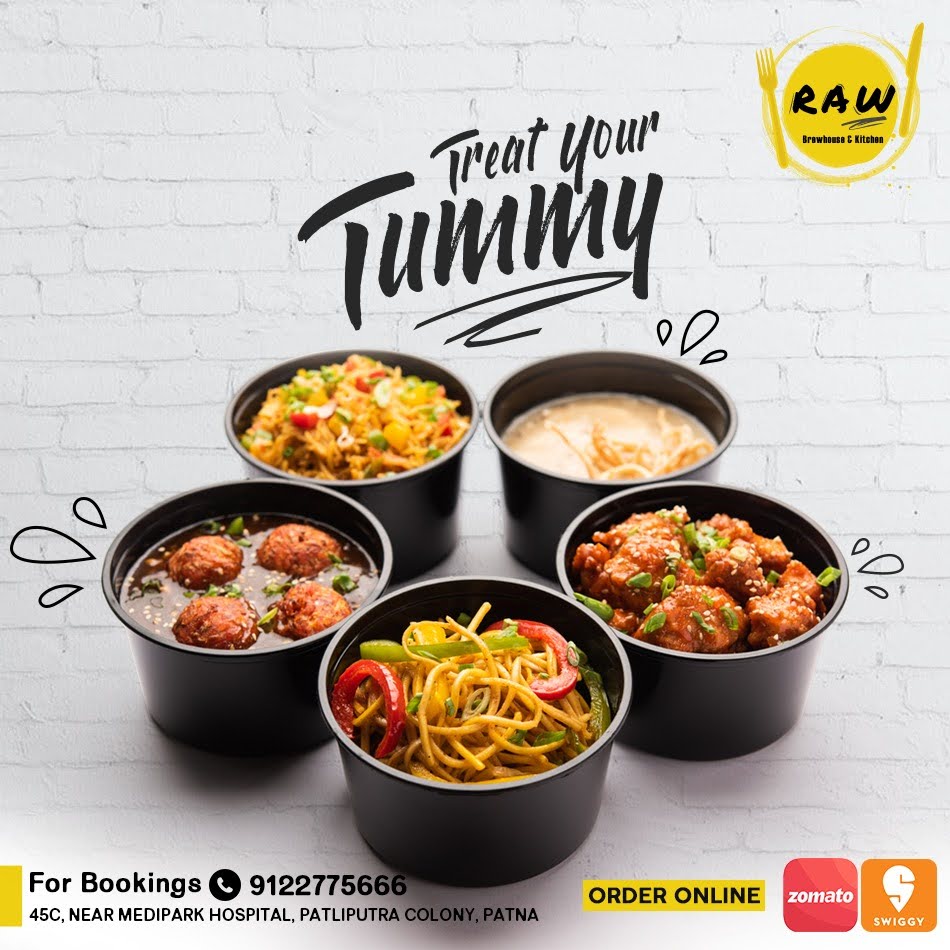 RAW
Brewhouse & Kitchen
Treat Your
Tummy
For Bookings 9122775666
45C, NEAR MEDIPARK HOSPITAL, PATLIPUTRA COLONY, PATNA
ORDER ONLINE
zomato
SWIGGY